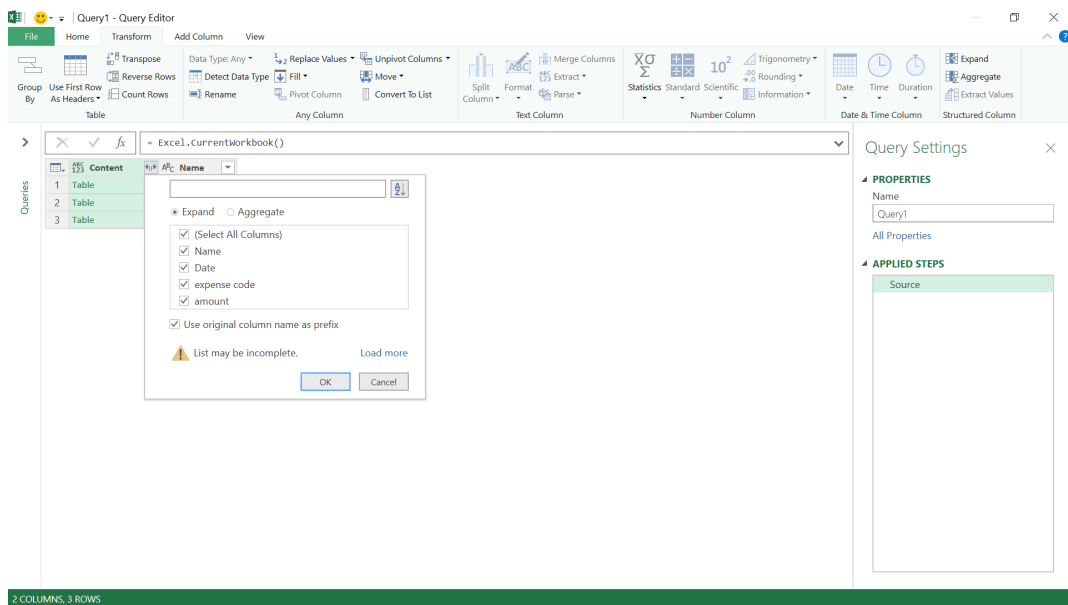 Query1 - Query Editor
File Home Transform Add Column View
Group By
Use First Row As Headers
Transpose
Reverse Rows
Count Rows
Table
Data Type: Any
Detect Data Type
Rename
Replace Values
Fill
Pivot Column
Unpivot Columns
Move
Convert To List
Any Column
Split Column
Format
Merge Columns
Extract
Parse
Text Column
Statistics
Standard
Scientific
Trigonometry
Rounding
Information
Number Column
Date
Time
Duration
Date & Time Column
Expand
Aggregate
Extract Values
Structured Column
= Excel.CurrentWorkbook()
Queries
ABC 123 Content
ABC Name
1 Table
2 Table
3 Table
Expand Aggregate
(Select All Columns)
Name
Date
expense code
amount
Use original column name as prefix
List may be incomplete. Load more
OK Cancel
Query Settings
PROPERTIES
Name
Query1
All Properties
APPLIED STEPS
Source
2 COLUMNS, 3 ROWS